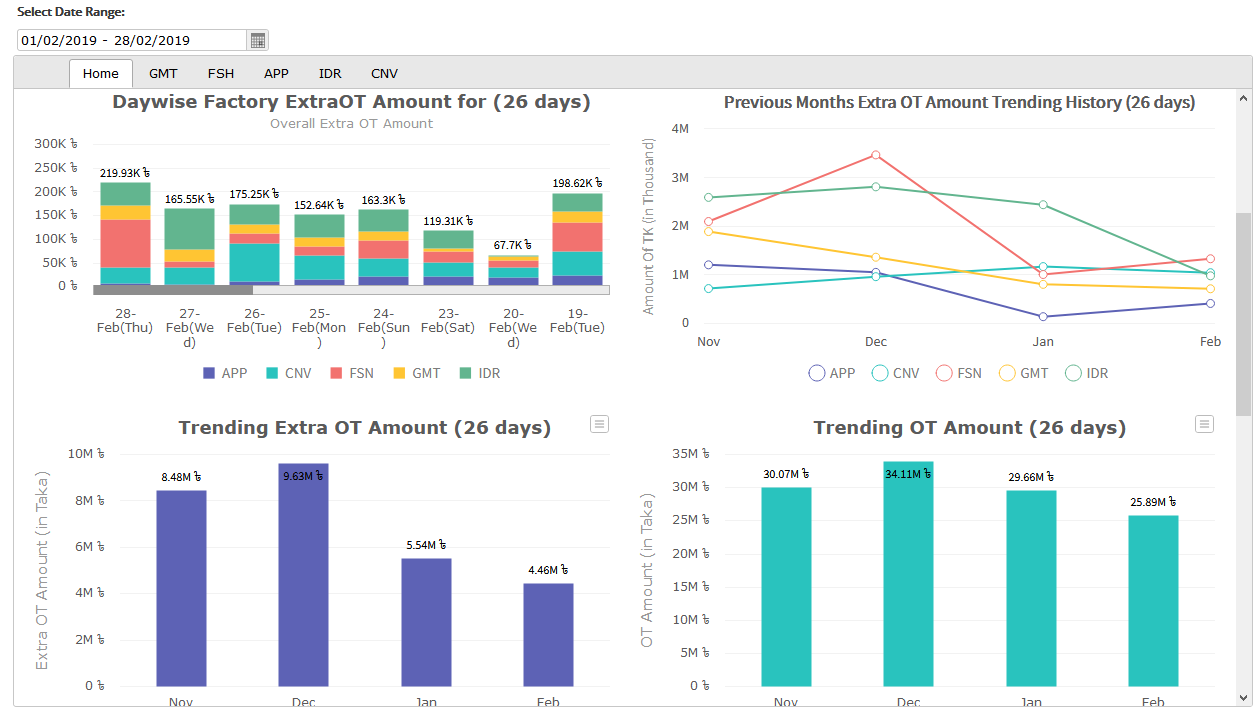 Select Date Range:
01/02/2019 - 28/02/2019
Home GMT FSH APP IDR CNV
Daywise Factory ExtraOT Amount for (26 days)
Overall Extra OT Amount
300K ৳
250K ৳
200K ৳
150K ৳
100K ৳
50K ৳
0 ৳
219.93K ৳
165.55K ৳
175.25K ৳
152.64K ৳
163.3K ৳
119.31K ৳
67.7K ৳
198.62K ৳
28-
Feb(Thu)
27-
Feb(We
d)
26-
Feb(Tue)
25-
Feb(Mon
)
24-
Feb(Sun
)
23-
Feb(Sat)
20-
Feb(We
d)
19-
Feb(Tue)
APP CNV FSN GMT IDR
Previous Months Extra OT Amount Trending History (26 days)
Amount Of TK (in Thousand)
4M
3M
2M
1M
0
Nov Dec Jan Feb
APP CNV FSN GMT IDR
Trending Extra OT Amount (26 days)
Extra OT Amount (in Taka)
10M ৳
8M ৳
6M ৳
4M ৳
2M ৳
0 ৳
8.48M ৳
9.63M ৳
5.54M ৳
4.46M ৳
Nov Dec Jan Feb
Trending OT Amount (26 days)
OT Amount (in Taka)
35M ৳
30M ৳
25M ৳
20M ৳
15M ৳
10M ৳
5M ৳
0 ৳
30.07M ৳
34.11M ৳
29.66M ৳
25.89M ৳
Nov Dec Jan Feb